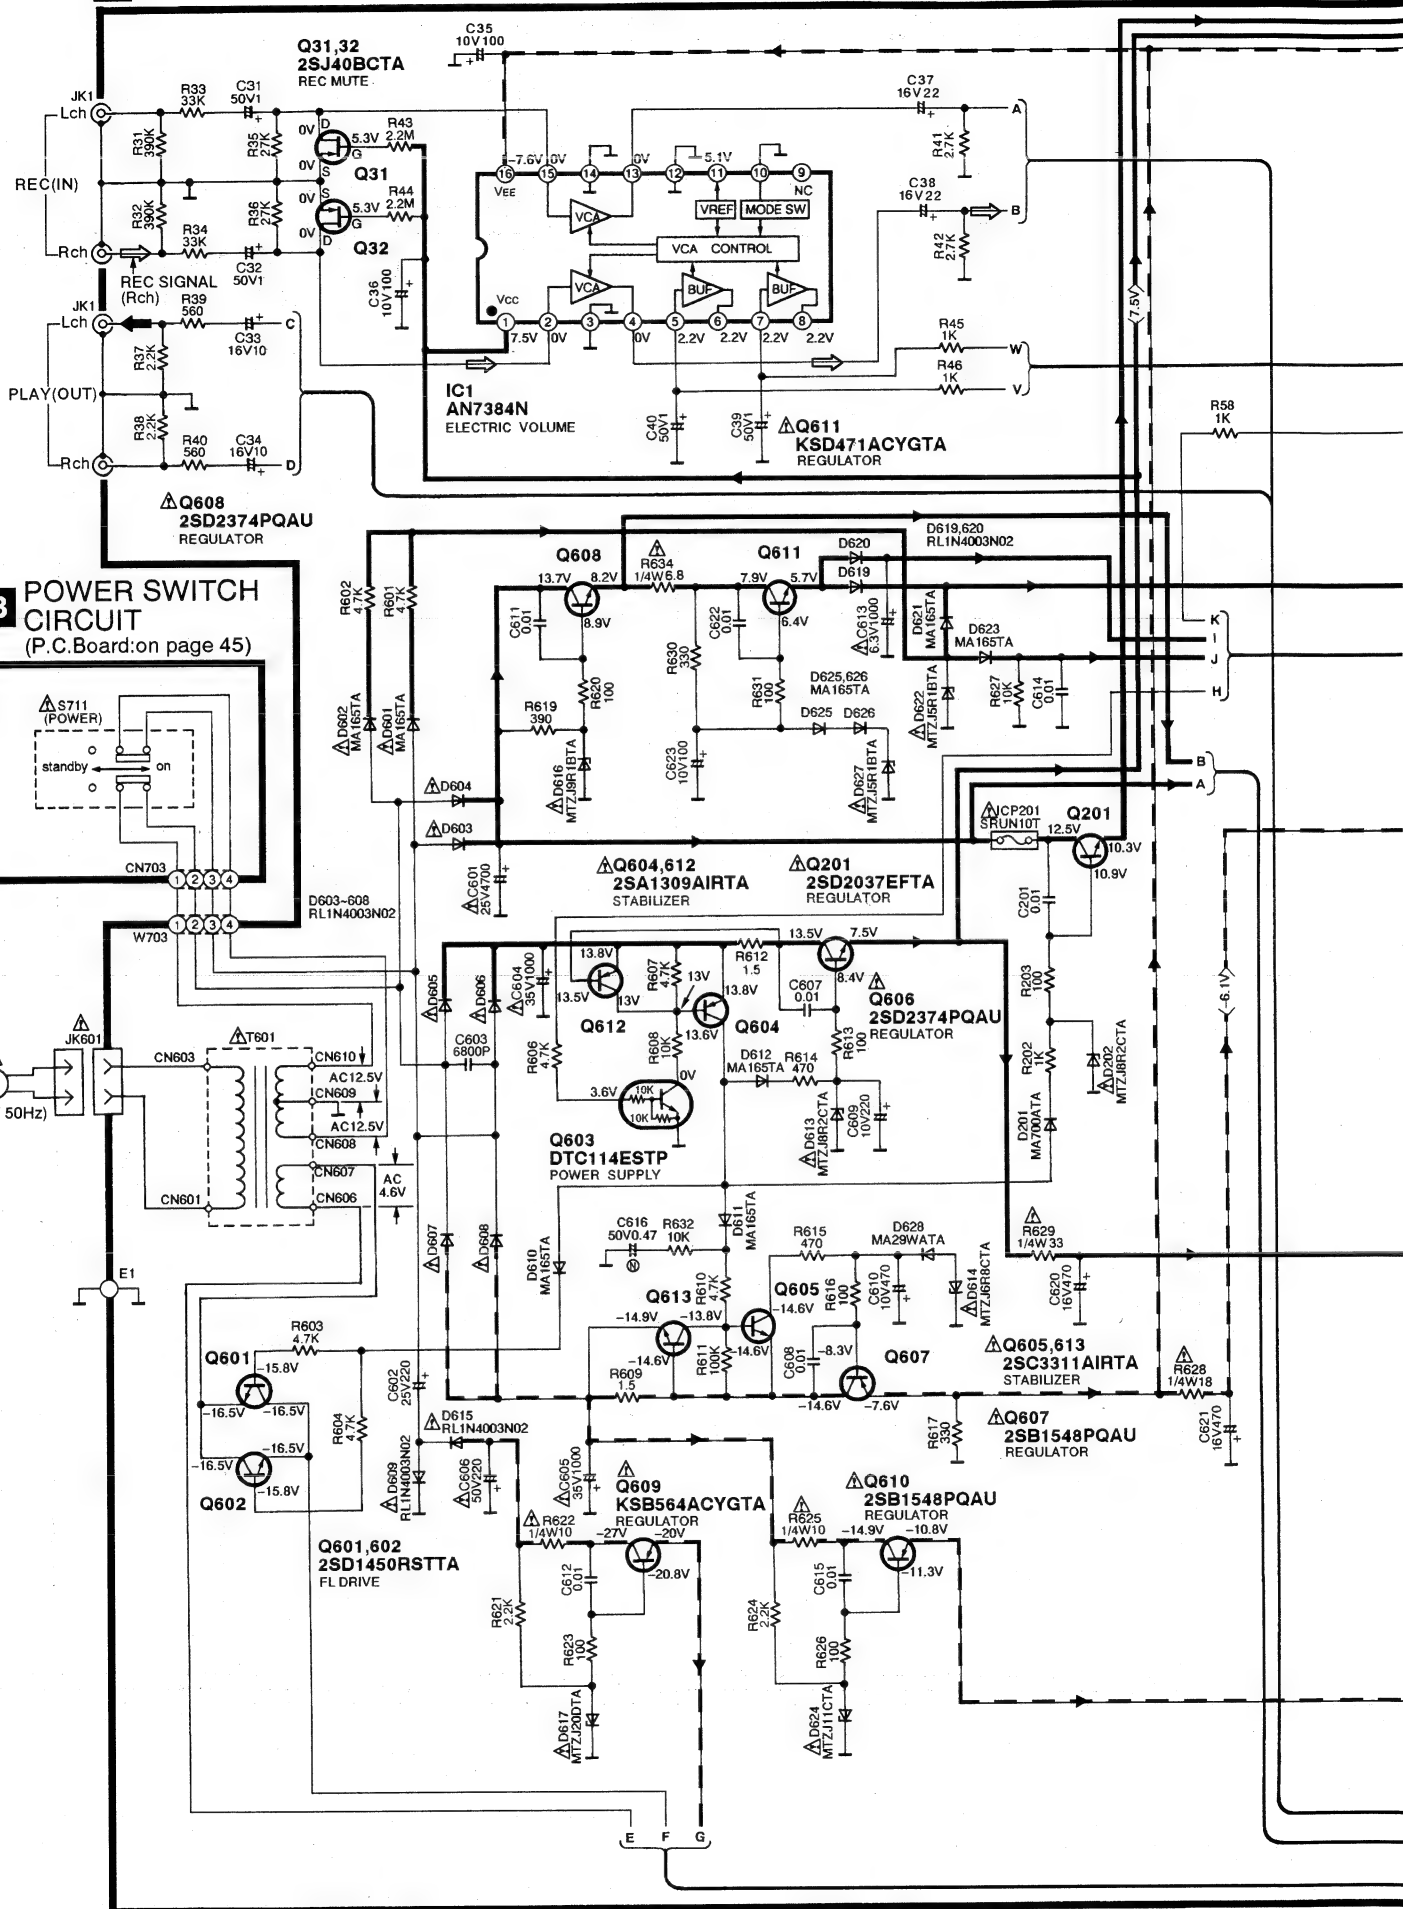 C35
10V100
Q31,32
2SJ40BCTA
REC MUTE
JK1
Lch
R33
33K
C31
50V1
R31
390K
R35
27K
0V
D
5.3V
G
R43
2.2M
0V
S
Q31
REC(IN)
R32
390K
R36
27K
0V
S
5.3V
G
R44
2.2M
0V
D
Q32
R34
33K
C32
50V1
Rch
REC SIGNAL
(Rch)
C36
10V100
-7.6V
0V
0V
5.1V
16
15
14
13
12
11
10
9
VEE
NC
VCA
VREF
MODE SW
VCA CONTROL
VCA
BUF
BUF
VCC
1
2
3
4
5
6
7
8
7.5V
0V
0V
2.2V
2.2V
2.2V
2.2V
C37
16V22
A
R41
2.7K
C38
16V22
B
R42
2.7K
7.5V
JK1
Lch
R39
560
C33
16V10
C
R37
2.2K
PLAY(OUT)
R38
2.2K
R40
560
C34
16V10
D
Rch
IC1
AN7384N
ELECTRIC VOLUME
R45
1K
W
R46
1K
V
C40
50V1
C39
50V1
Q611
KSD471ACYGTA
REGULATOR
R58
1K
Q608
2SD2374PQAU
REGULATOR
B
POWER SWITCH
CIRCUIT
(P.C.Board:on page 45)
R602
4.7K
R601
4.7K
Q608
13.7V
8.2V
8.9V
C611
0.01
R634
1/4W6.8
Q611
7.9V
5.7V
6.4V
C622
0.01
R630
330
D620
D619
D619,620
RL1N4003N02
C613
6.3V1000
D621
MA165TA
D623
MA165TA
K
I
J
H
R620
100
R619
390
D616
MTZJ9R1BTA
R631
100
D625,626
MA165TA
D625
D626
C623
10V100
D627
MTZJ5R1BTA
D622
MTZJ5R1BTA
R627
10K
C614
0.01
S711
(POWER)
standby
on
D602
MA165TA
D601
MA165TA
D604
D603
B
A
ICP201
SRUN10T
Q201
12.5V
10.3V
10.9V
CN703
1
2
3
4
C601
25V4700
Q604,612
2SA1309AIRTA
STABILIZER
Q201
2SD2037EFTA
REGULATOR
C201
0.01
D603~608
RL1N4003N02
W703
1
2
3
4
D605
D606
C604
35V1000
13.8V
13.5V
13V
Q612
R607
4.7K
13V
13.8V
13.6V
Q604
R612
1.5
13.5V
7.5V
8.4V
C607
0.01
Q606
2SD2374PQAU
REGULATOR
R203
100
-6.1V
R202
1K
D202
MTZJ8R2CTA
JK601
T601
CN603
CN610
AC12.5V
CN609
AC12.5V
CN608
CN607
AC
4.6V
CN606
CN601
50Hz)
C603
6800P
R606
4.7K
R608
10K
0V
3.6V
10K
10K
Q603
DTC114ESTP
POWER SUPPLY
D612
MA165TA
R614
470
R613
100
D613
MTZJ8R2CTA
C609
10V220
D201
MA700ATA
E1
D607
D608
D610
MA165TA
C616
50V0.47
N
R632
10K
D611
MA165TA
R610
4.7K
R615
470
D628
MA29WATA
R629
1/4W33
C620
16V470
Q613
-14.9V
-13.8V
-14.6V
R611
100K
Q605
-14.6V
-14.6V
R616
100
C610
10V470
D614
MTZJ6R8CTA
C608
0.01
-8.3V
Q607
-14.6V
-7.6V
Q605,613
2SC3311AIRTA
STABILIZER
R628
1/4W18
R603
4.7K
Q601
-15.8V
-16.5V
-16.5V
R604
4.7K
-16.5V
-16.5V
-15.8V
Q602
C602
25V220
R609
1.5
D615
RL1N4003N02
D609
RL1N4003N02
C606
50V220
C605
35V1000
R617
330
Q607
2SB1548PQAU
REGULATOR
C621
16V470
Q609
KSB564ACYGTA
REGULATOR
Q610
2SB1548PQAU
REGULATOR
R622
1/4W10
-27V
-20V
-20.8V
R625
1/4W10
-14.9V
-10.8V
-11.3V
Q601,602
2SD1450RSTTA
FL DRIVE
C612
0.01
C615
0.01
R621
2.2K
R623
100
R624
2.2K
R626
100
D617
MTZJ20DTA
D624
MTZJ11CTA
E
F
G